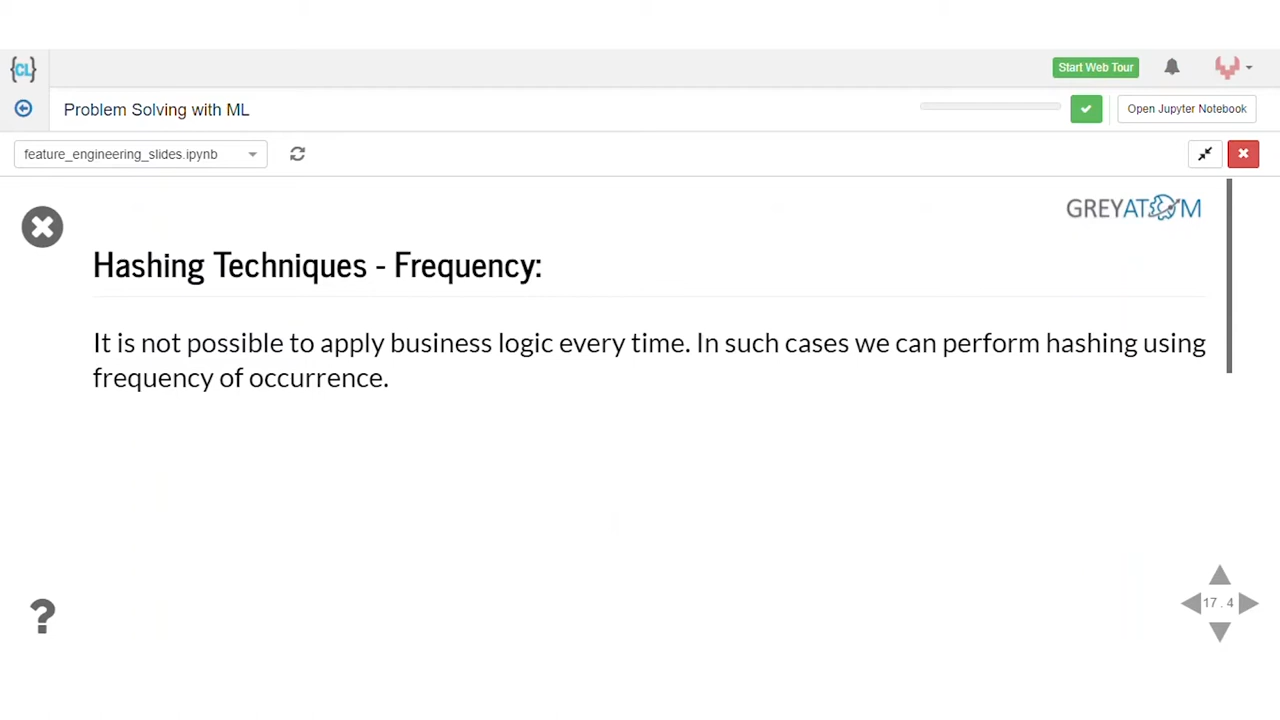 {CL}
Start Web Tour
Problem Solving with ML
Open Jupyter Notebook
feature_engineering_slides.ipynb
GREYATOM
Hashing Techniques - Frequency:
It is not possible to apply business logic every time. In such cases we can perform hashing using
frequency of occurrence.
?
17.4